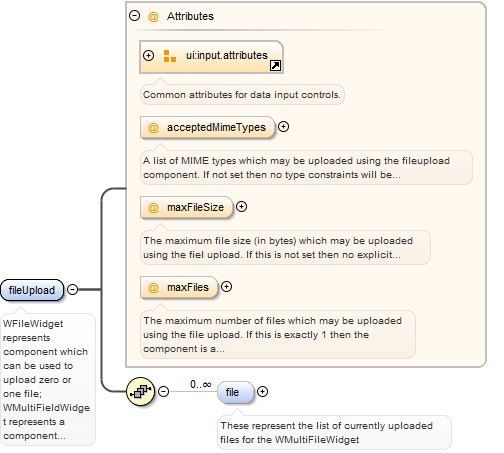 @ Attributes
ui:input.attributes
Common attributes for data input controls.
@ acceptedMimeTypes
A list of MIME types which may be uploaded using the fileupload
component. If not set then no type constraints will be...
@ maxFileSize
The maximum file size (in bytes) which may be uploaded
using the fiel upload. If this is not set then no explicit...
@ maxFiles
The maximum number of files which may be uploaded
using the file upload. If this is exactly 1 then the
component is a...
fileUpload
WFileWidget
represents
component which
can be used to
upload zero or
one file;
WMultiFieldWidge
t represents a
component...
0..∞
file
These represent the list of currently uploaded
files for the WMultiFileWidget